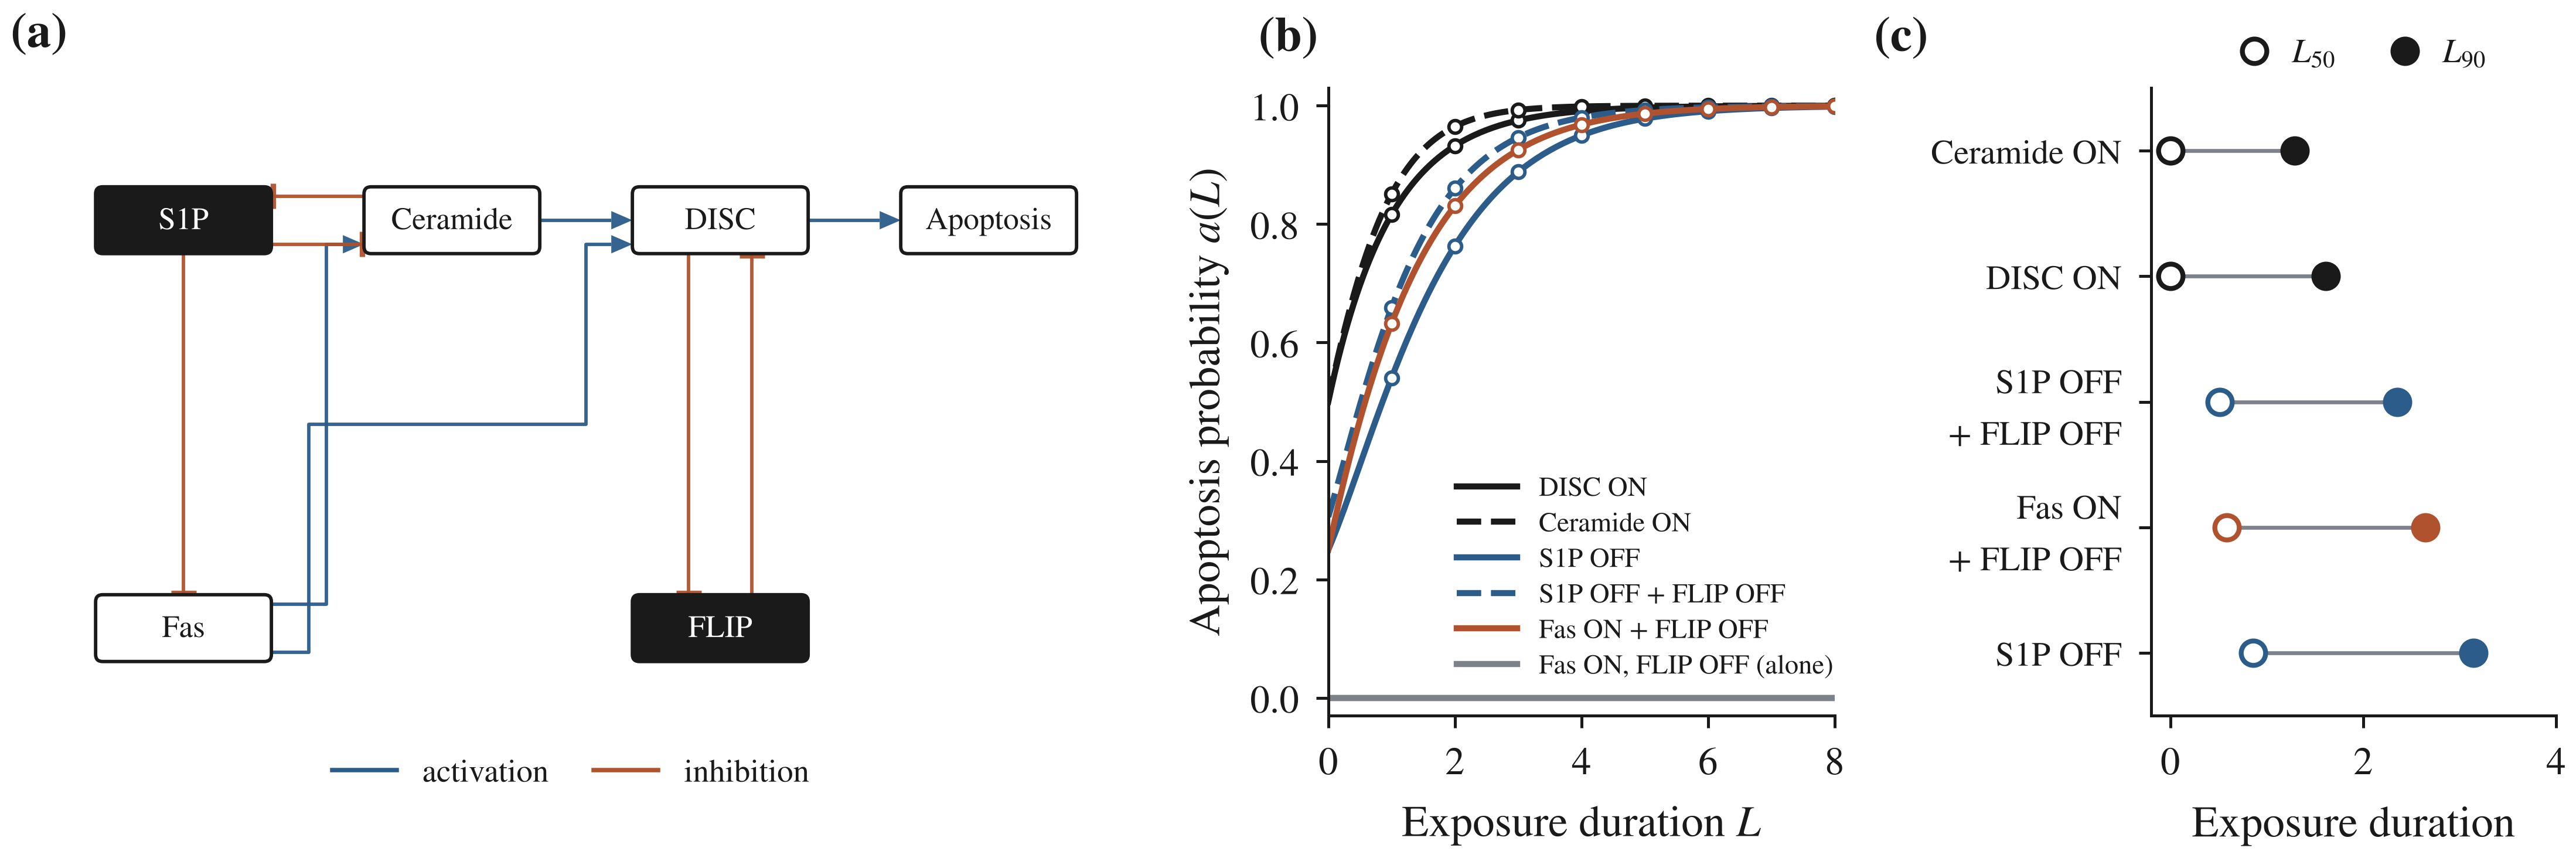 (a)
S1P
Ceramide
DISC
Apoptosis
Fas
FLIP
activation
inhibition
(b)
Apoptosis probability a(L)
1.0
0.8
0.6
0.4
0.2
0.0
DISC ON
Ceramide ON
S1P OFF
S1P OFF + FLIP OFF
Fas ON + FLIP OFF
Fas ON, FLIP OFF (alone)
0 2 4 6 8
Exposure duration L
(c)
L50 L90
Ceramide ON
DISC ON
S1P OFF
+ FLIP OFF
Fas ON
+ FLIP OFF
S1P OFF
0 2 4
Exposure duration